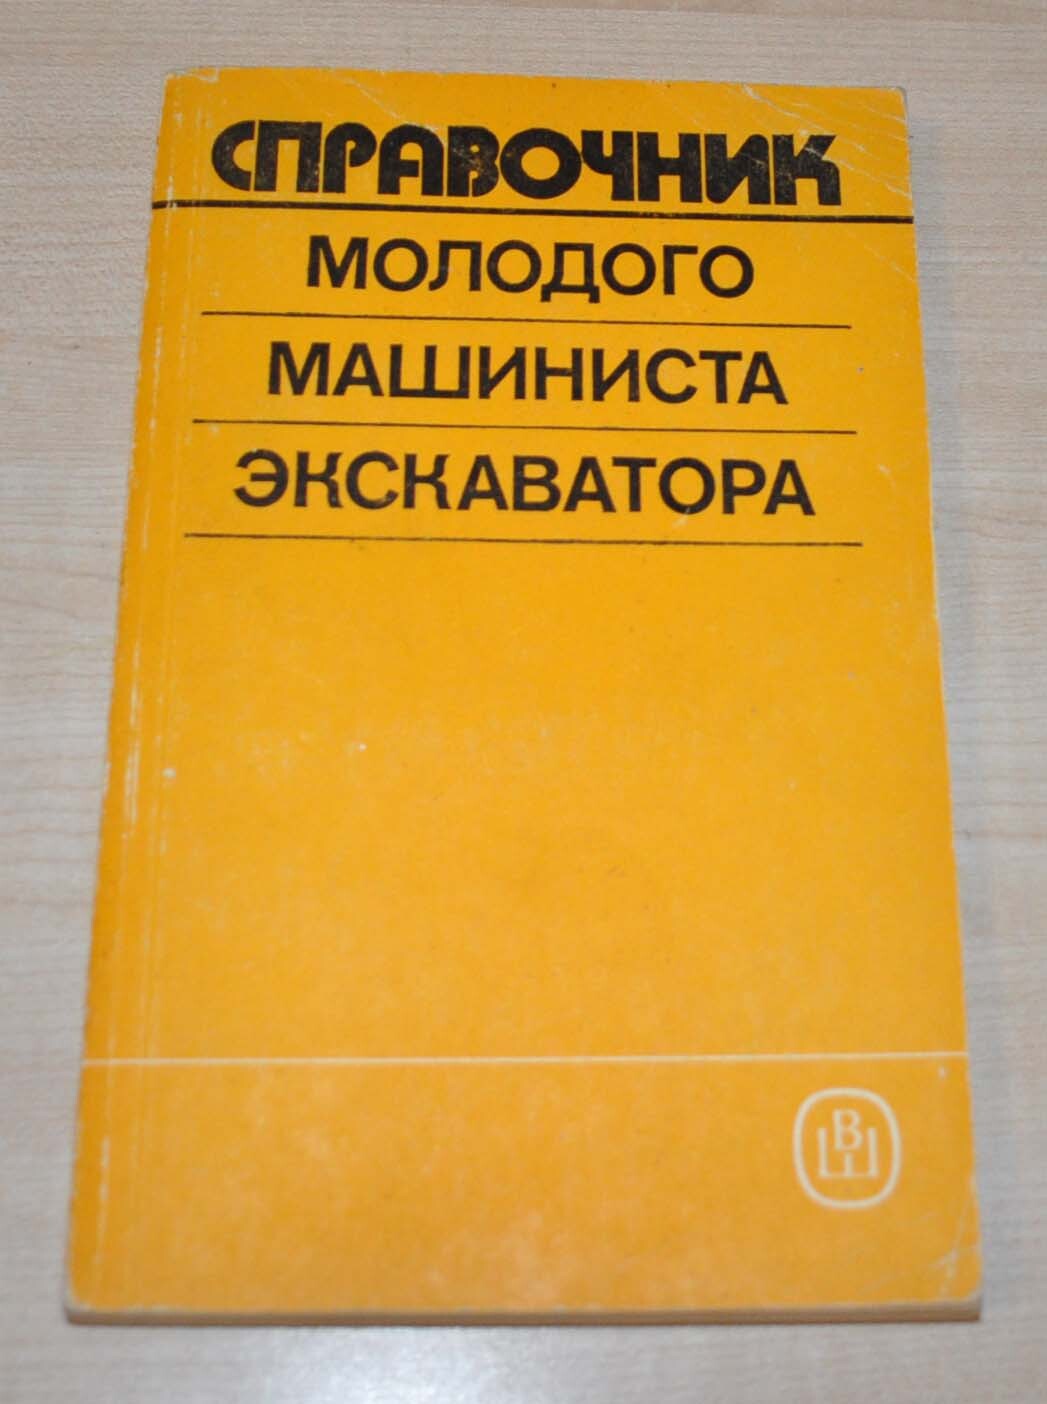 СПРАВОЧНИК
МОЛОДОГО
МАШИНИСТА
ЭКСКАВАТОРА
ВШ